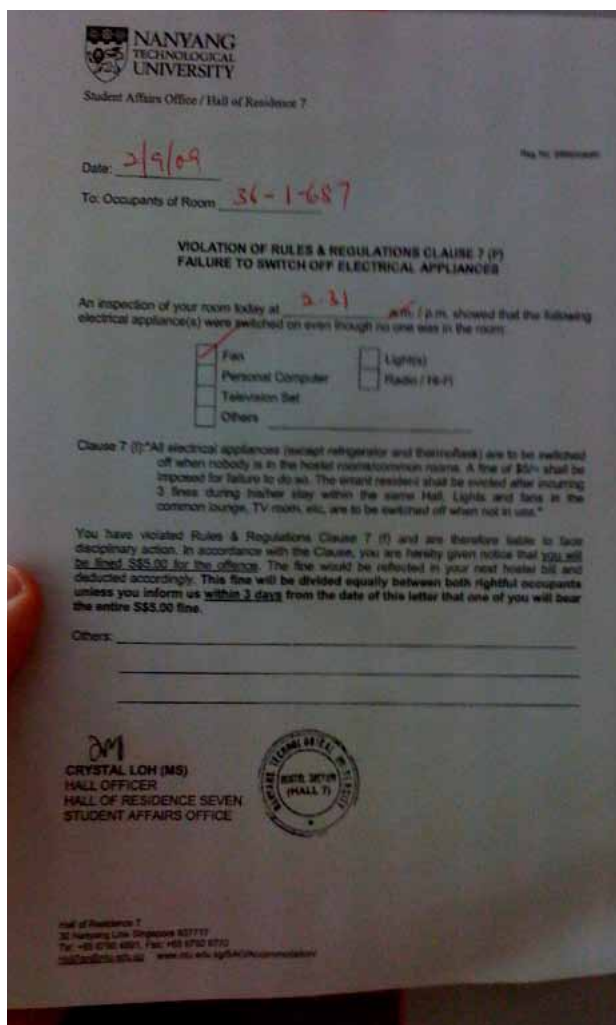 NANYANG
TECHNOLOGICAL
UNIVERSITY
Student Affairs Office / Hall of Residence 7
Reg. No.
Date: 2/9/09
To: Occupants of Room 36-1-687
VIOLATION OF RULES & REGULATIONS CLAUSE 7 (F)
FAILURE TO SWITCH OFF ELECTRICAL APPLIANCES
An inspection of your room today at 2.31 a.m. / p.m. showed that the following
electrical appliance(s) were switched on even though no one was in the room:
Fan Light(s)
Personal Computer Radio / Hi-Fi
Television Set
Others
Clause 7 (f):"All electrical appliances (except refrigerator and thermoflask) are to be switched
off when nobody is in the hostel rooms/common rooms. A fine of $5/- shall be
imposed for failure to do so. The errant resident shall be evicted after incurring
3 fines during his/her stay within the same Hall. Lights and fans in the
common lounge, TV room, etc, are to be switched off when not in use."
You have violated Rules & Regulations Clause 7 (f) and are therefore liable to face
disciplinary action. In accordance with the Clause, you are hereby given notice that you will
be fined S$5.00 for the offence. The fine would be reflected in your next hostel bill and
deducted accordingly. This fine will be divided equally between both rightful occupants
unless you inform us within 3 days from the date of this letter that one of you will bear
the entire S$5.00 fine.
Others:
CRYSTAL LOH (MS)
HALL OFFICER
HALL OF RESIDENCE SEVEN
STUDENT AFFAIRS OFFICE
NANYANG TECHNOLOGICAL UNIVERSITY
HOSTEL SECTION
(HALL 7)
Hall of Residence 7
Singapore
Tel: Fax: